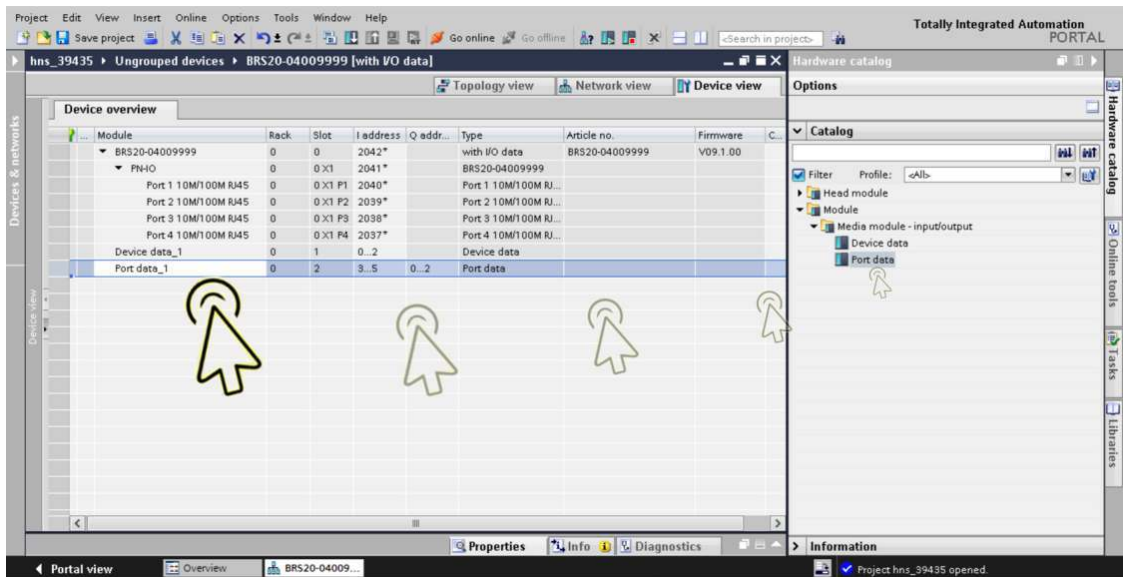 Project Edit View Insert Online Options Tools Window Help
Totally Integrated Automation
PORTAL
Save project Go online Go offline <Search in project>
hns_39435 ▸ Ungrouped devices ▸ BRS20-04009999 [with I/O data]
Hardware catalog
Topology view Network view Device view
Options
Device overview
... Module Rack Slot I address Q addr... Type Article no. Firmware C...
BRS20-04009999 0 0 2042* with I/O data BRS20-04009999 V09.1.00
PN-IO 0 0 X1 2041* BRS20-04009999
Port 1 10M/100M RJ45 0 0 X1 P1 2040* Port 1 10M/100M RJ...
Port 2 10M/100M RJ45 0 0 X1 P2 2039* Port 2 10M/100M RJ...
Port 3 10M/100M RJ45 0 0 X1 P3 2038* Port 3 10M/100M RJ...
Port 4 10M/100M RJ45 0 0 X1 P4 2037* Port 4 10M/100M RJ...
Device data_1 0 1 0...2 Device data
Port data_1 0 2 3...5 0...2 Port data
Catalog
Filter Profile: <All>
Head module
Module
Media module - input/output
Device data
Port data
Devices & networks
Device view
Hardware catalog
Online tools
Tasks
Libraries
Properties Info Diagnostics
Information
Portal view Overview BRS20-04009...
Project hns_39435 opened.